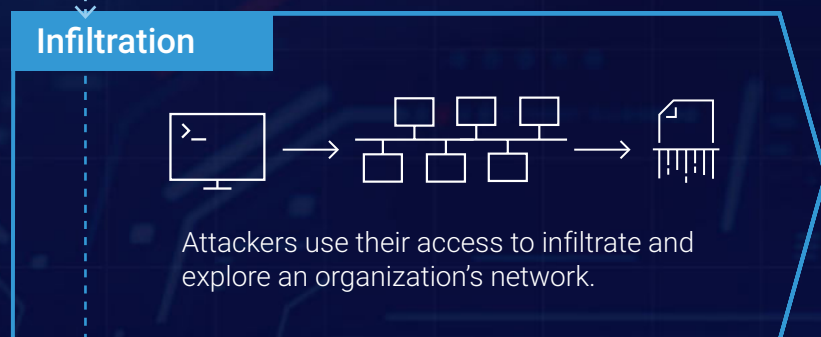 Infiltration
>_
Attackers use their access to infiltrate and
explore an organization's network.